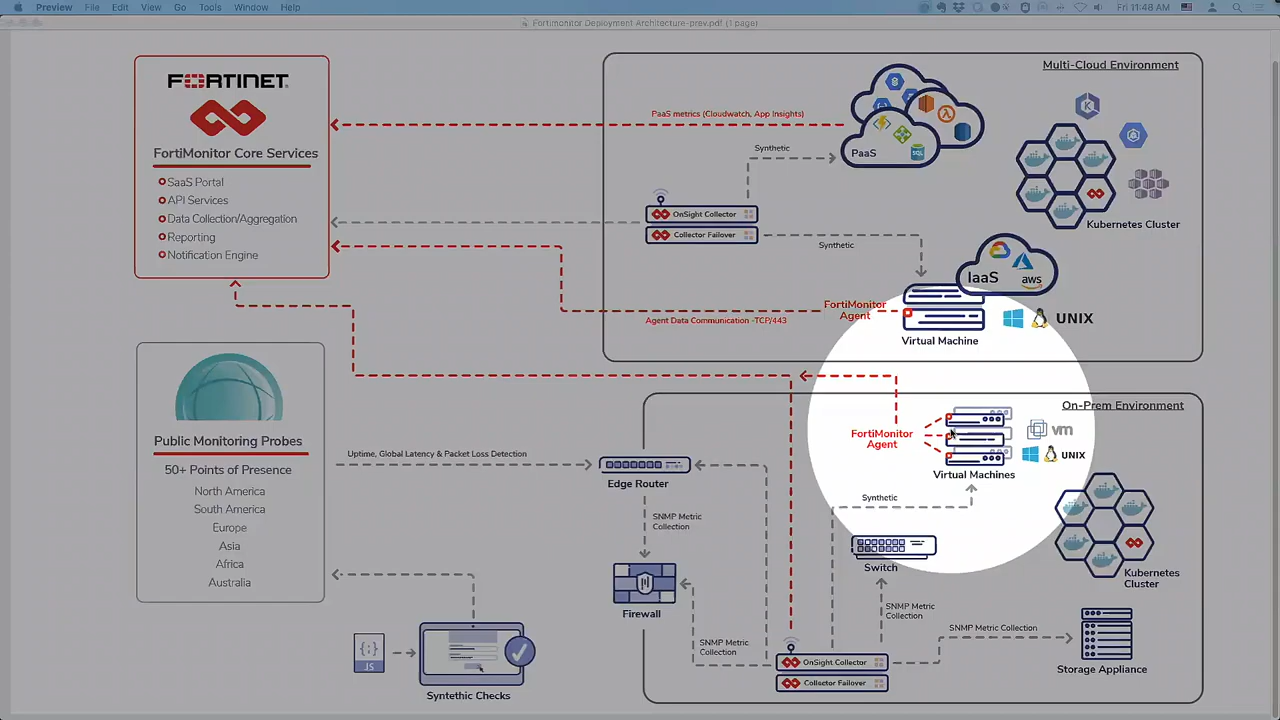 Preview File Edit View Go Tools Window Help
Fri 11:48 AM
Fortimonitor Deployment Architecture-prev.pdf (1 page)
FORTINET
FortiMonitor Core Services
SaaS Portal
API Services
Data Collection/Aggregation
Reporting
Notification Engine
Multi-Cloud Environment
PaaS metrics (Cloudwatch, App Insights)
Synthetic
PaaS
SQL
OnSight Collector
Collector Failover
Synthetic
Kubernetes Cluster
IaaS
aws
FortiMonitor
Agent
Agent Data Communication -TCP/443
UNIX
Virtual Machine
On-Prem Environment
FortiMonitor
Agent
vm
UNIX
Virtual Machines
Synthetic
Switch
Kubernetes
Cluster
Public Monitoring Probes
50+ Points of Presence
North America
South America
Europe
Asia
Africa
Australia
Uptime, Global Latency & Packet Loss Detection
Edge Router
SNMP Metric
Collection
Firewall
SNMP Metric
Collection
SNMP Metric
Collection
SNMP Metric Collection
OnSight Collector
Collector Failover
Storage Appliance
JS
Syntethic Checks